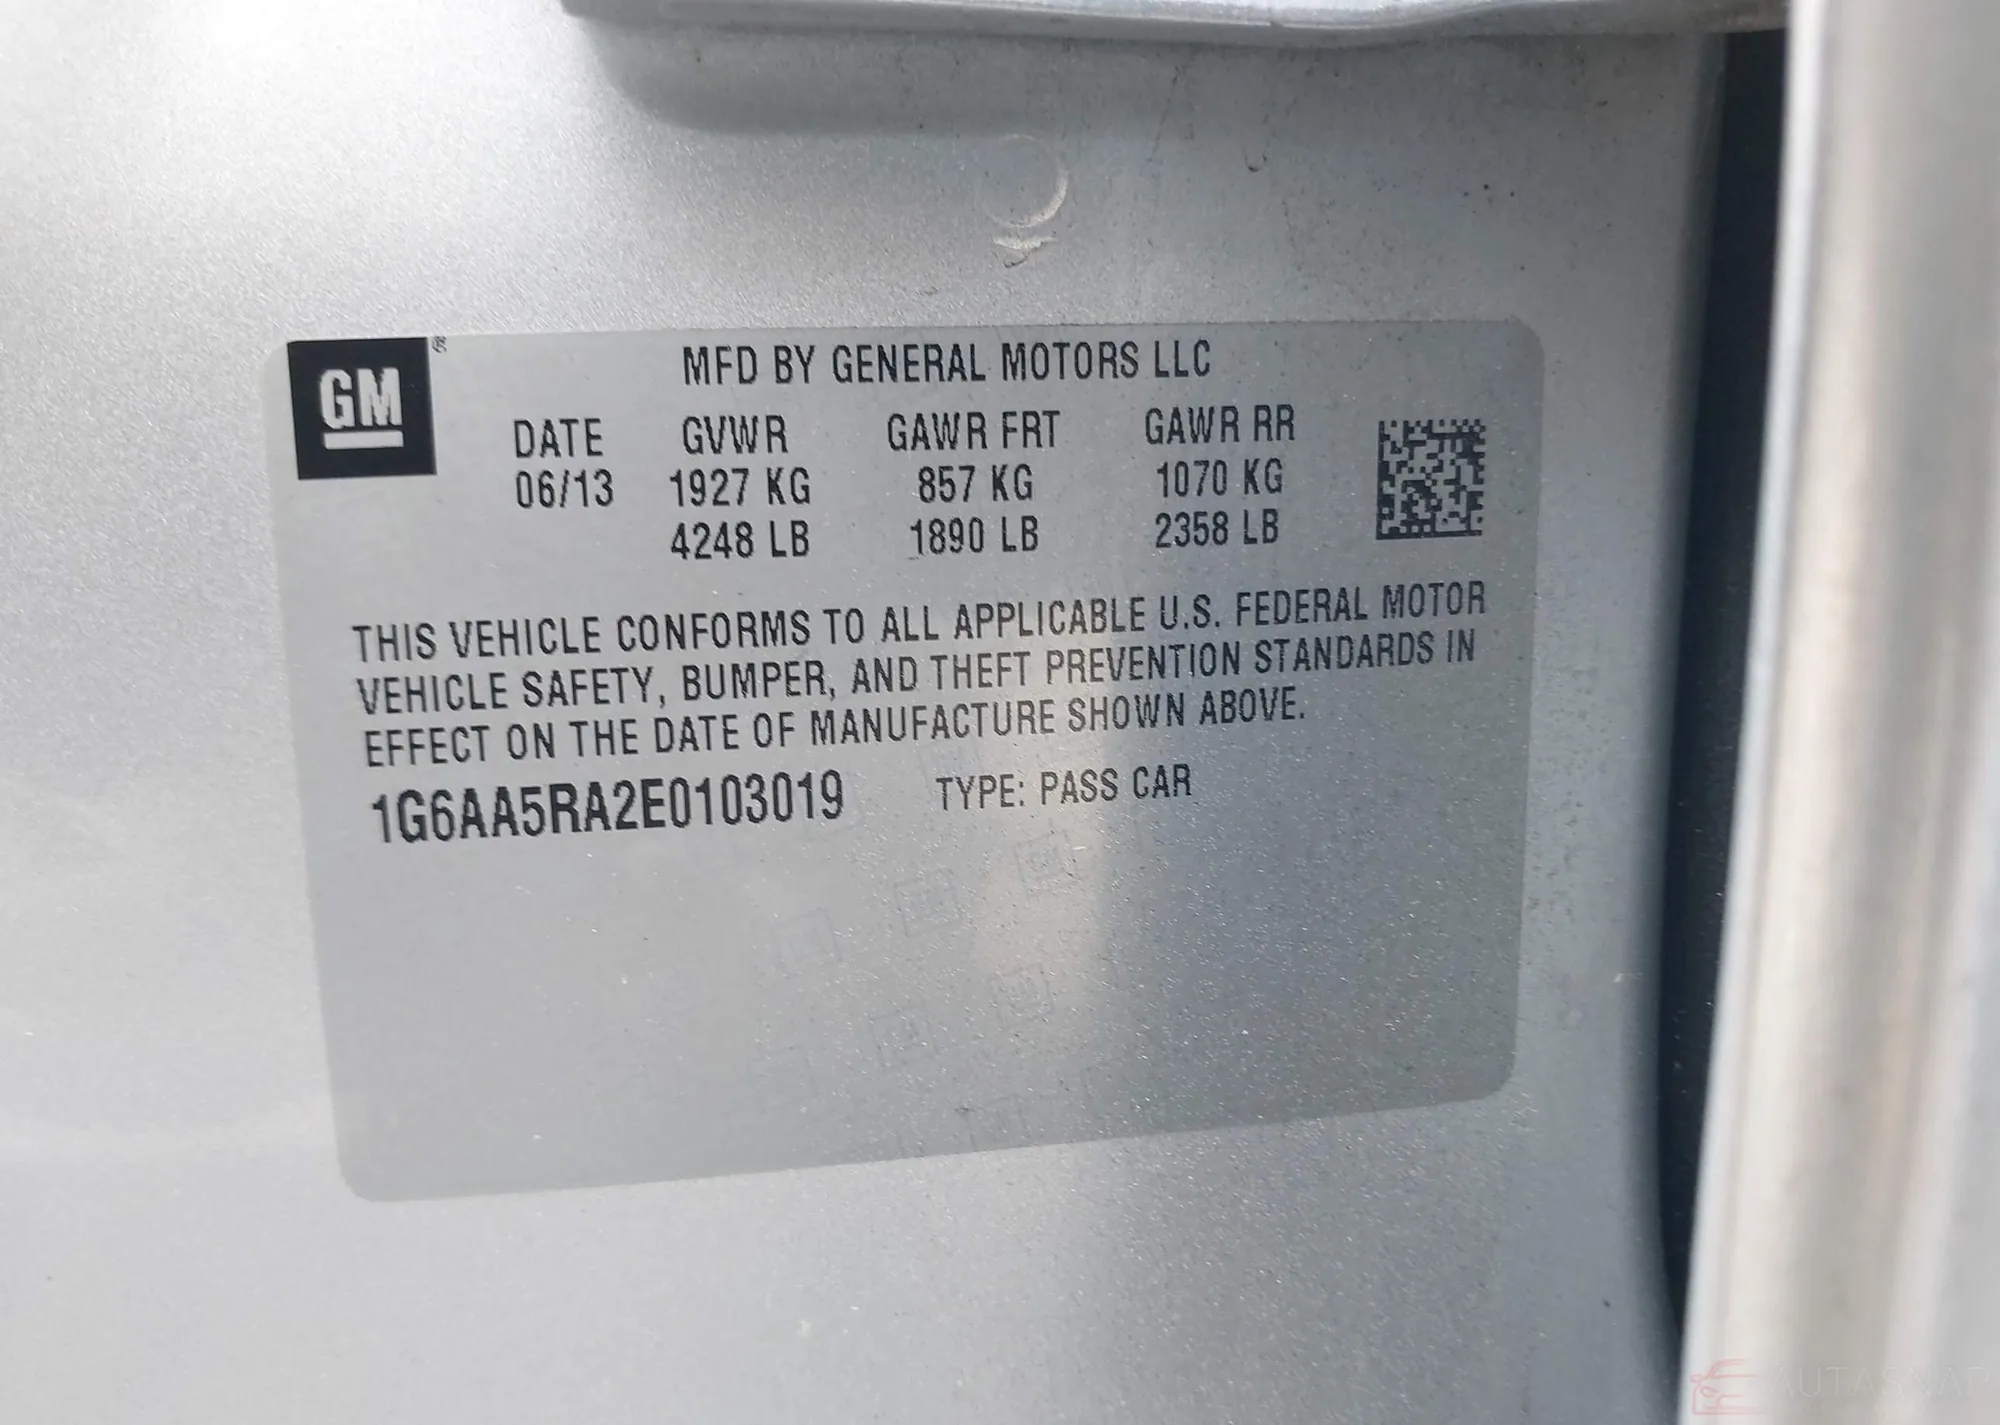 GM
MFD BY GENERAL MOTORS LLC
DATE GVWR GAWR FRT GAWR RR
06/13 1927 KG 857 KG 1070 KG
4248 LB 1890 LB 2358 LB
THIS VEHICLE CONFORMS TO ALL APPLICABLE U.S. FEDERAL MOTOR
VEHICLE SAFETY, BUMPER, AND THEFT PREVENTION STANDARDS IN
EFFECT ON THE DATE OF MANUFACTURE SHOWN ABOVE.
1G6AA5RA2E0103019 TYPE: PASS CAR
AUTASNAP